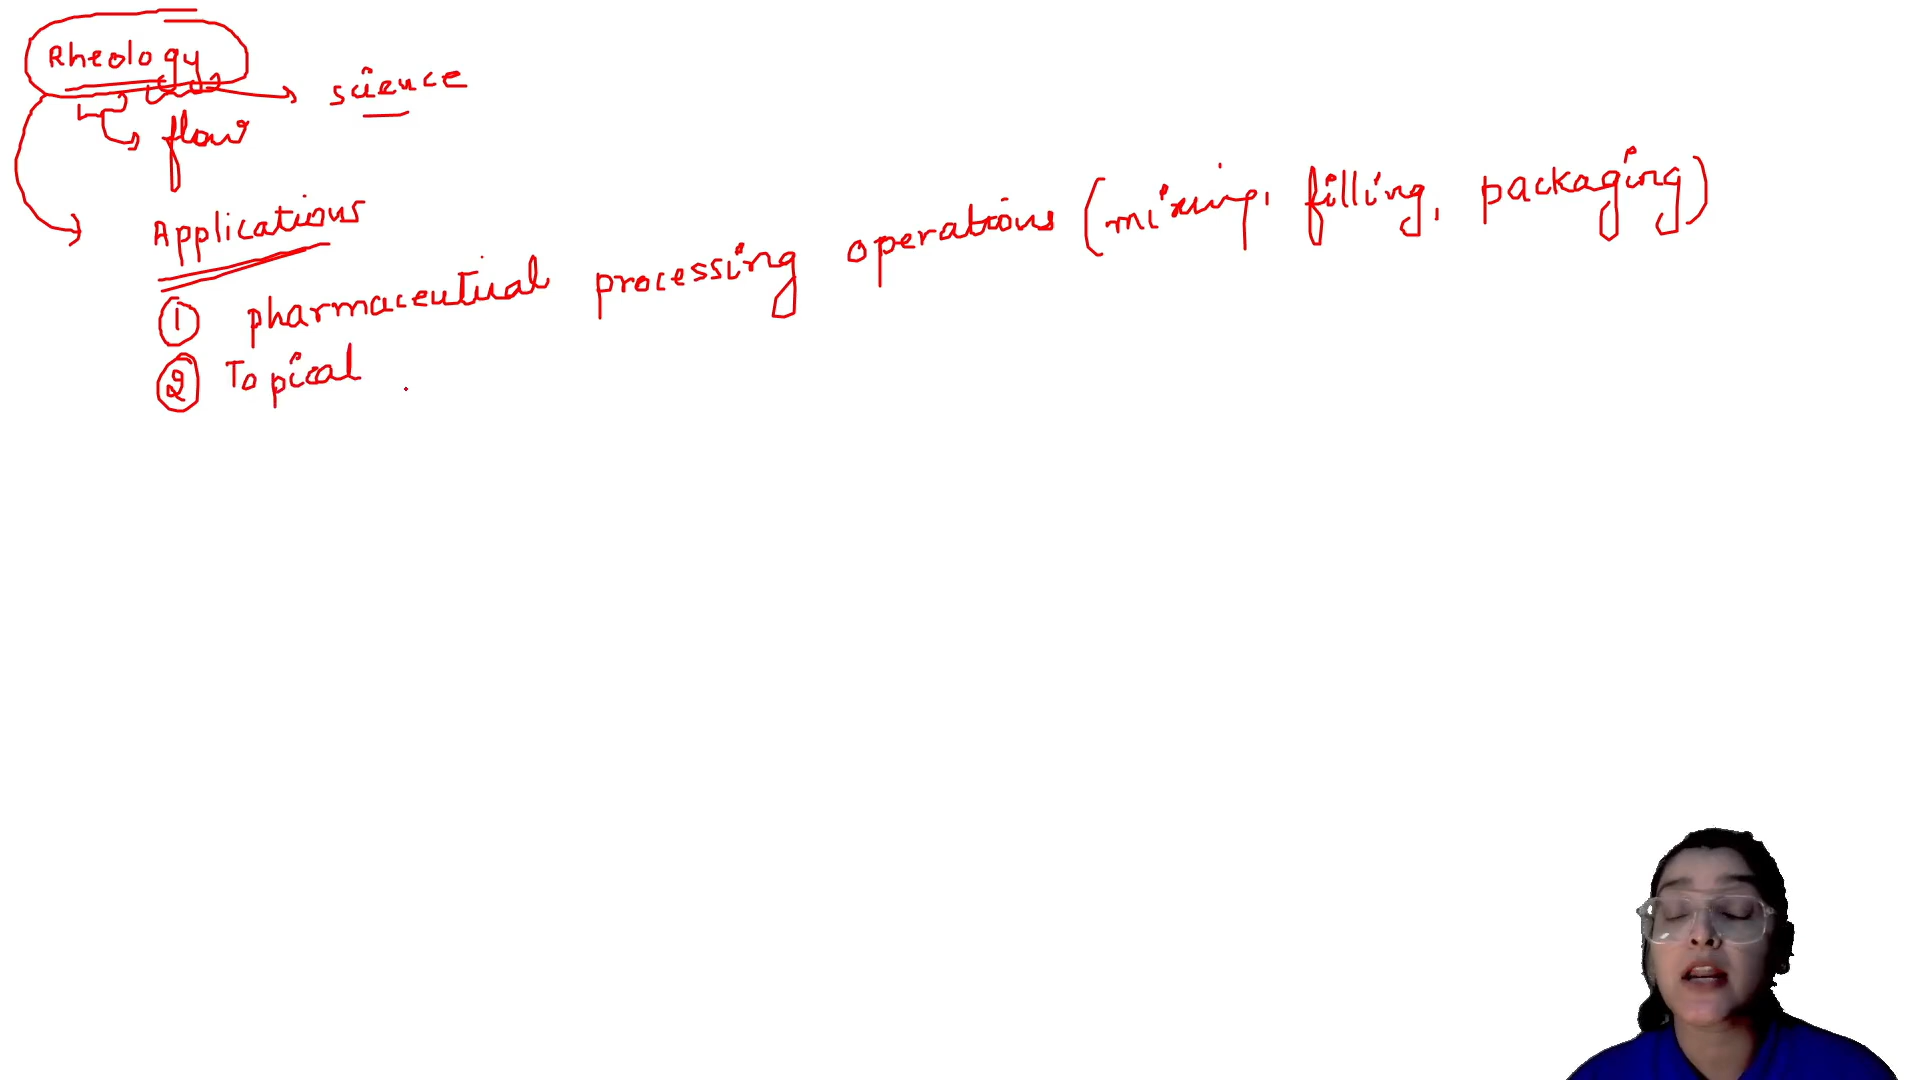 Rheology
science
flow
Applications
① pharmaceutical processing operations (mixing, filling, packaging)
② Topical